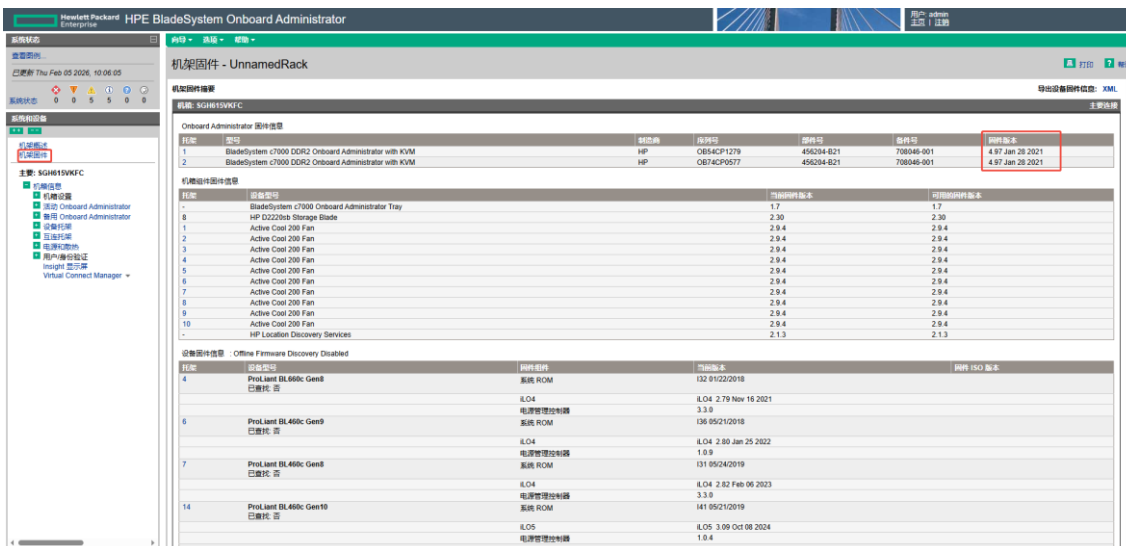 Hewlett Packard Enterprise HPE BladeSystem Onboard Administrator
用户: admin
主页 | 注销
系统状态
向导 选项 帮助
查看图例...
已更新 Thu Feb 05 2026, 10:06:05
系统状态 0 0 5 5 0 0
系统和设备
机架概述
机架固件
主要: SGH615VKFC
机箱信息
机箱设置
活动 Onboard Administrator
备用 Onboard Administrator
设备托架
互连托架
电源和散热
用户/身份验证
Insight 显示屏
Virtual Connect Manager
机架固件 - UnnamedRack
打印
机架固件摘要
导出设备固件信息: XML
机箱: SGH615VKFC 主要连接
Onboard Administrator 固件信息
托架 型号 制造商 序列号 部件号 备件号 固件版本
1 BladeSystem c7000 DDR2 Onboard Administrator with KVM HP OB54CP1279 456204-B21 708046-001 4.97 Jan 28 2021
2 BladeSystem c7000 DDR2 Onboard Administrator with KVM HP OB74CP0577 456204-B21 708046-001 4.97 Jan 28 2021
机箱组件固件信息
托架 设备型号 当前固件版本 可用的固件版本
- BladeSystem c7000 Onboard Administrator Tray 1.7 1.7
8 HP D2220sb Storage Blade 2.30 2.30
1 Active Cool 200 Fan 2.9.4 2.9.4
2 Active Cool 200 Fan 2.9.4 2.9.4
3 Active Cool 200 Fan 2.9.4 2.9.4
4 Active Cool 200 Fan 2.9.4 2.9.4
5 Active Cool 200 Fan 2.9.4 2.9.4
6 Active Cool 200 Fan 2.9.4 2.9.4
7 Active Cool 200 Fan 2.9.4 2.9.4
8 Active Cool 200 Fan 2.9.4 2.9.4
9 Active Cool 200 Fan 2.9.4 2.9.4
10 Active Cool 200 Fan 2.9.4 2.9.4
- HP Location Discovery Services 2.1.3 2.1.3
设备固件信息 : Offline Firmware Discovery Disabled
托架 设备型号 固件组件 当前版本 固件 ISO 版本
4 ProLiant BL660c Gen8 系统 ROM I32 01/22/2018
已查找: 否
iLO4 iLO4 2.79 Nov 16 2021
电源管理控制器 3.3.0
6 ProLiant BL460c Gen9 系统 ROM I36 05/21/2018
已查找: 否
iLO4 iLO4 2.80 Jan 25 2022
电源管理控制器 1.0.9
7 ProLiant BL460c Gen8 系统 ROM I31 05/24/2019
已查找: 否
iLO4 iLO4 2.82 Feb 06 2023
电源管理控制器 3.3.0
14 ProLiant BL460c Gen10 系统 ROM I41 05/21/2019
已查找: 否
iLO5 iLO5 3.09 Oct 08 2024
电源管理控制器 1.0.4